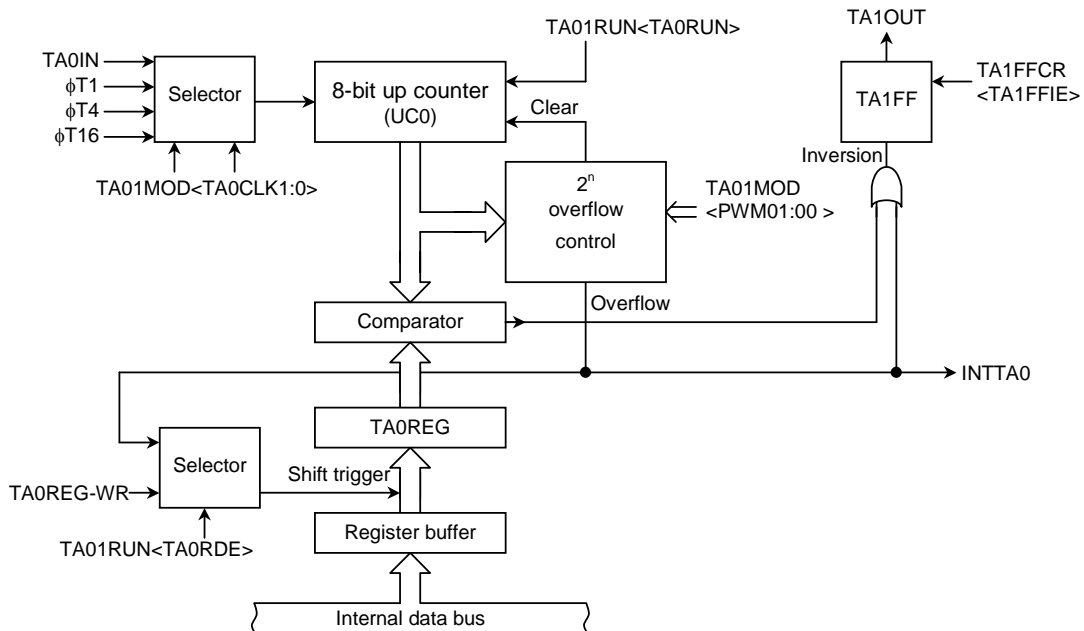 TA01RUN<TA0RUN>
TA1OUT
TA0IN
ϕT1
ϕT4
ϕT16
Selector
8-bit up counter
(UC0)
Clear
TA1FF
TA1FFCR
<TA1FFIE>
Inversion
TA01MOD<TA0CLK1:0>
2ⁿ
overflow
control
TA01MOD
<PWM01:00 >
Overflow
Comparator
INTTA0
TA0REG
Selector
Shift trigger
TA0REG-WR
Register buffer
TA01RUN<TA0RDE>
Internal data bus